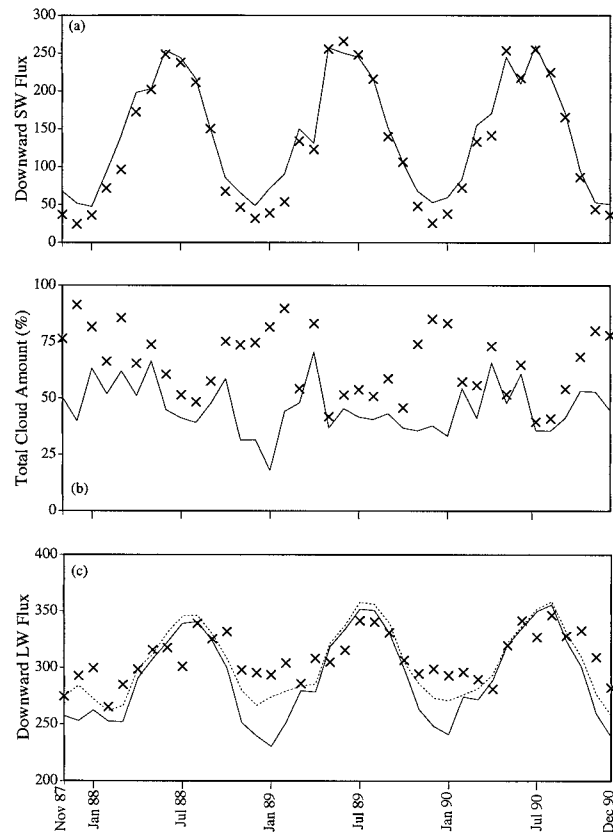 (a)
Downward SW Flux
300
250
200
150
100
50
0
Total Cloud Amount (%)
100
75
50
25
0
(b)
(c)
Downward LW Flux
400
350
300
250
200
Nov 87
Jan 88
Jul 88
Jan 89
Jul 89
Jan 90
Jul 90
Dec 90